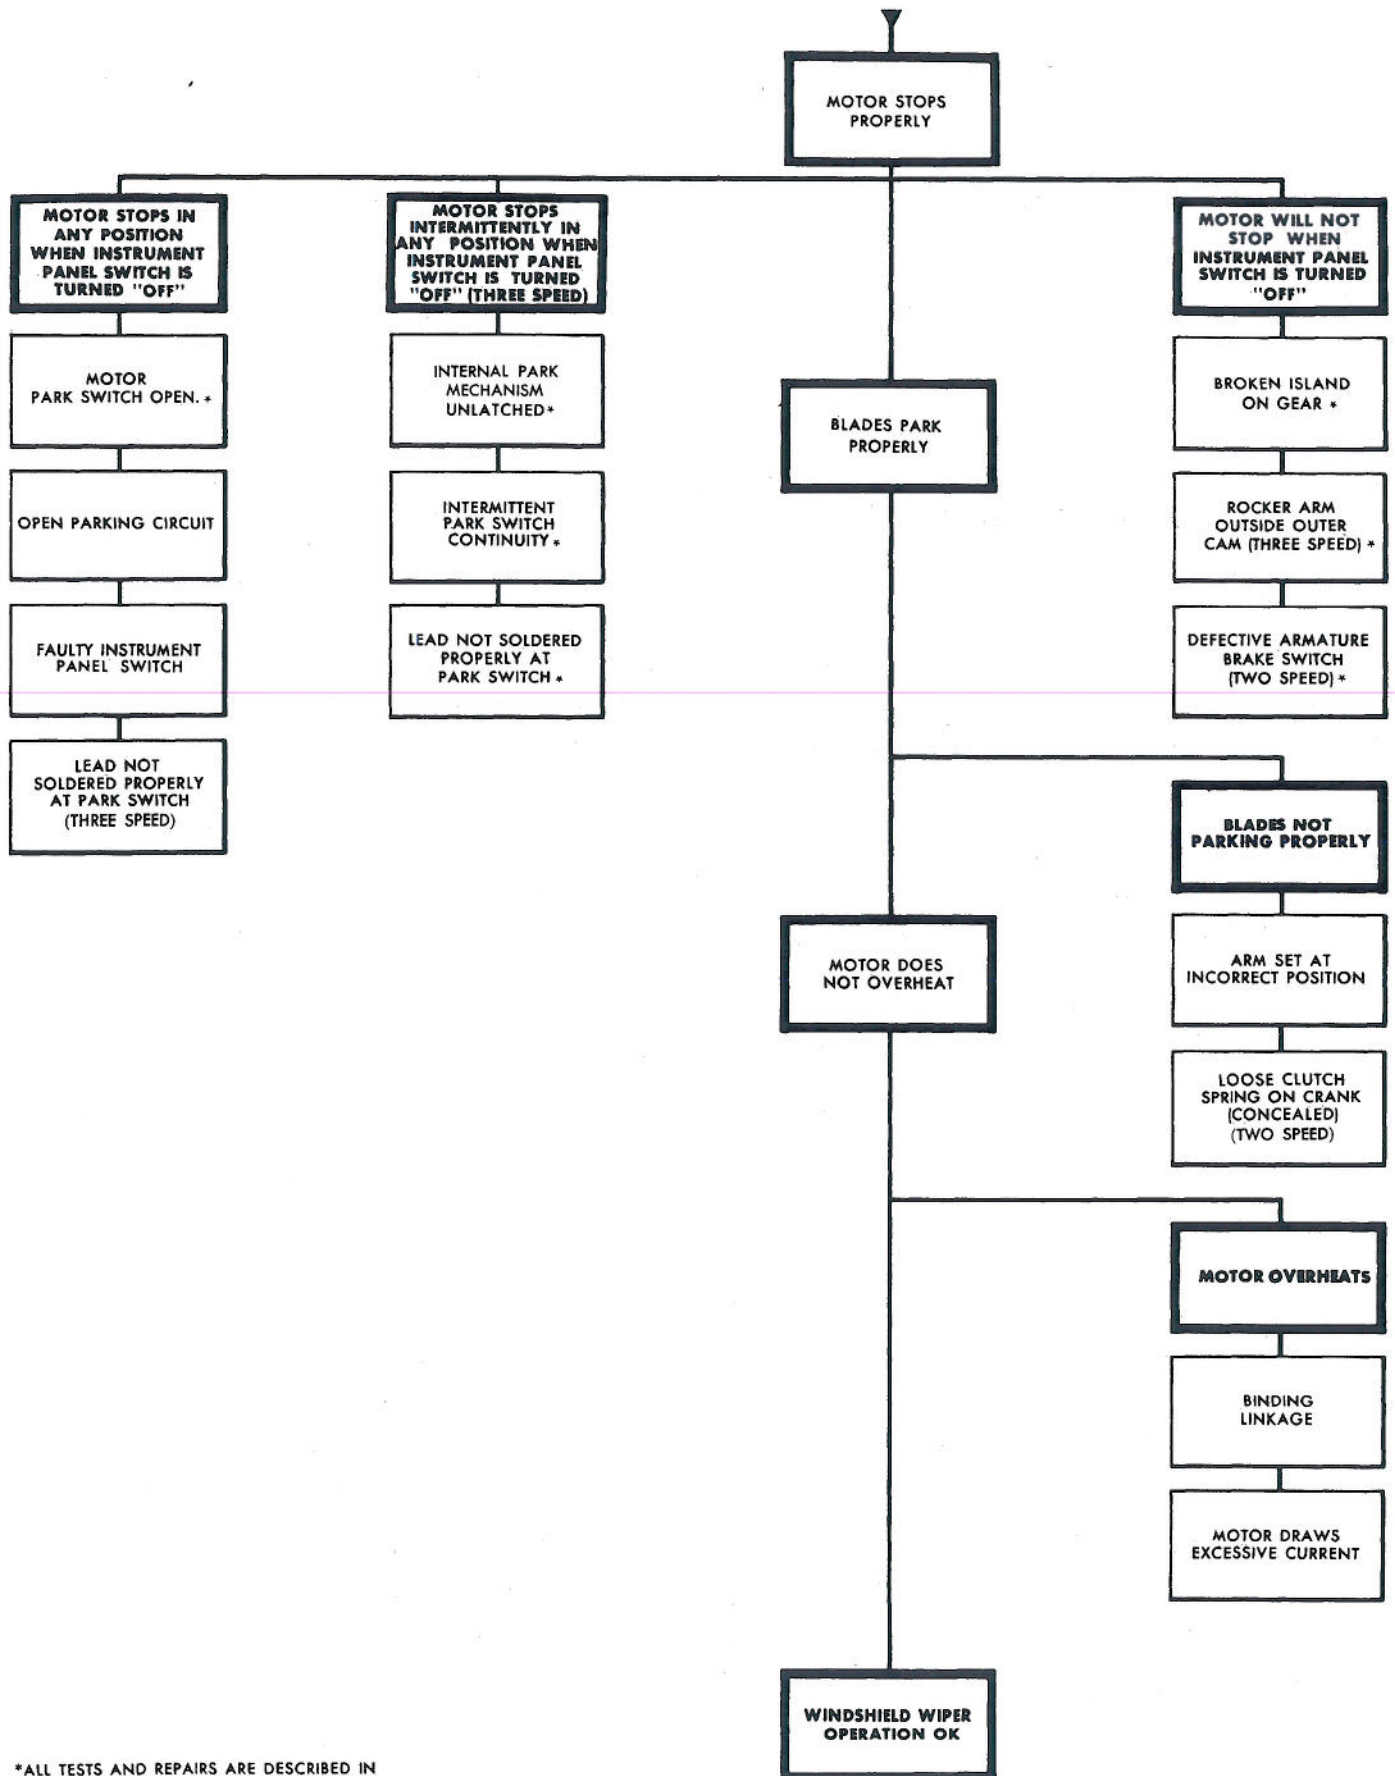 MOTOR STOPS
PROPERLY
MOTOR STOPS IN
ANY POSITION
WHEN INSTRUMENT
PANEL SWITCH IS
TURNED "OFF"
MOTOR
PARK SWITCH OPEN.*
OPEN PARKING CIRCUIT
FAULTY INSTRUMENT
PANEL SWITCH
LEAD NOT
SOLDERED PROPERLY
AT PARK SWITCH
(THREE SPEED)
MOTOR STOPS
INTERMITTENTLY IN
ANY POSITION WHEN
INSTRUMENT PANEL
SWITCH IS TURNED
"OFF" (THREE SPEED)
INTERNAL PARK
MECHANISM
UNLATCHED*
INTERMITTENT
PARK SWITCH
CONTINUITY*
LEAD NOT SOLDERED
PROPERLY AT
PARK SWITCH *
BLADES PARK
PROPERLY
MOTOR WILL NOT
STOP WHEN
INSTRUMENT PANEL
SWITCH IS TURNED
"OFF"
BROKEN ISLAND
ON GEAR *
ROCKER ARM
OUTSIDE OUTER
CAM (THREE SPEED) *
DEFECTIVE ARMATURE
BRAKE SWITCH
(TWO SPEED) *
BLADES NOT
PARKING PROPERLY
ARM SET AT
INCORRECT POSITION
LOOSE CLUTCH
SPRING ON CRANK
(CONCEALED)
(TWO SPEED)
MOTOR DOES
NOT OVERHEAT
MOTOR OVERHEATS
BINDING
LINKAGE
MOTOR DRAWS
EXCESSIVE CURRENT
WINDSHIELD WIPER
OPERATION OK
*ALL TESTS AND REPAIRS ARE DESCRIBED IN